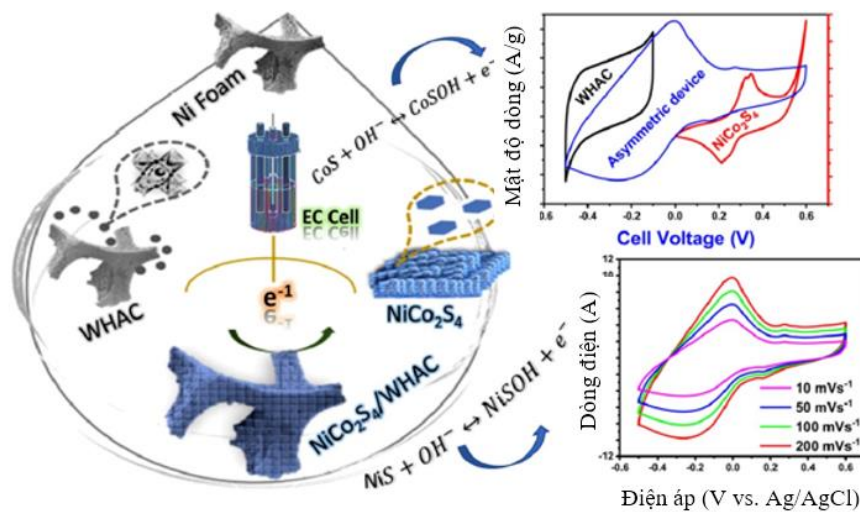 Ni Foam
CoS + OH⁻ ↔ CoSOH + e⁻
EC Cell
WHAC
e⁻¹
NiCo₂S₄
NiCo₂S₄/WHAC
NiS + OH⁻ ↔ NiSOH + e⁻
Mật độ dòng (A/g)
WHAC
Asymmetric device
NiCo₂S₄
0.6 -0.4 -0.2 0.0 0.2 0.4 0.6
Cell Voltage (V)
Dòng điện (A)
12
-12
10 mVs⁻¹
50 mVs⁻¹
100 mVs⁻¹
200 mVs⁻¹
-0.6 -0.4 -0.2 0.0 0.2 0.4 0.6
Điện áp (V vs. Ag/AgCl)